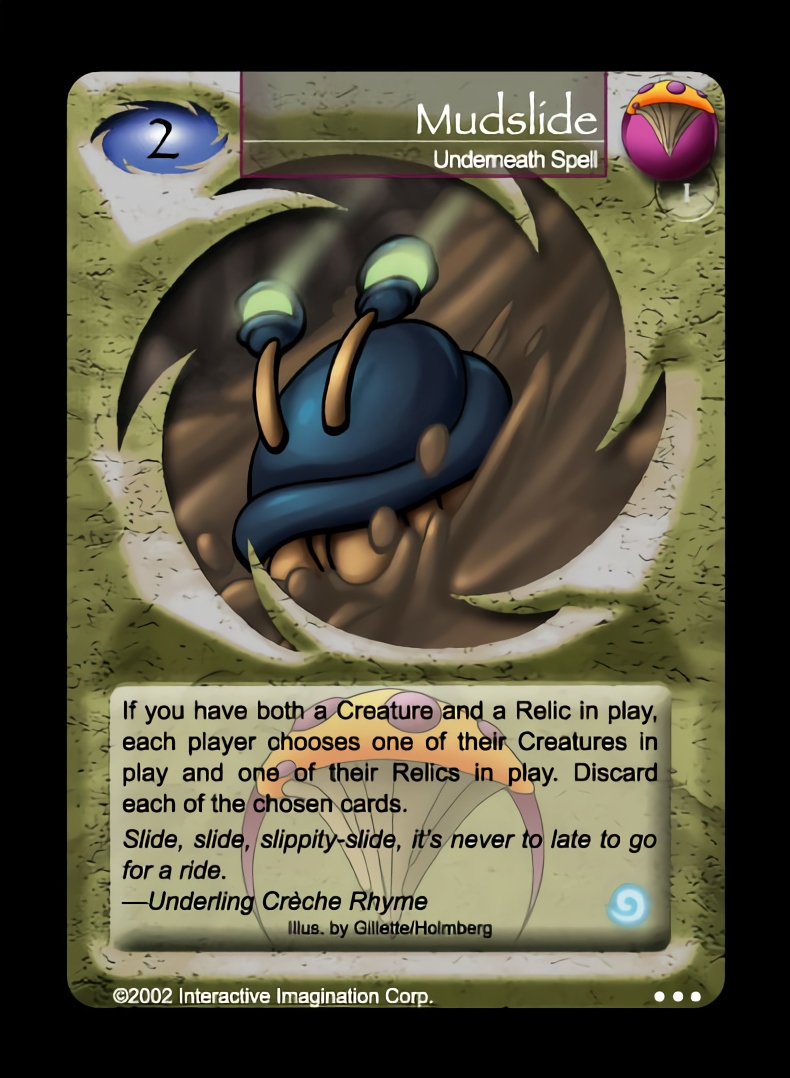 2
Mudslide
Underneath Spell
1
If you have both a Creature and a Relic in play,
each player chooses one of their Creatures in
play and one of their Relics in play. Discard
each of the chosen cards.
Slide, slide, slippity-slide, it's never to late to go
for a ride.
—Underling Crèche Rhyme
Illus. by Gillette/Holmberg
©2002 Interactive Imagination Corp.